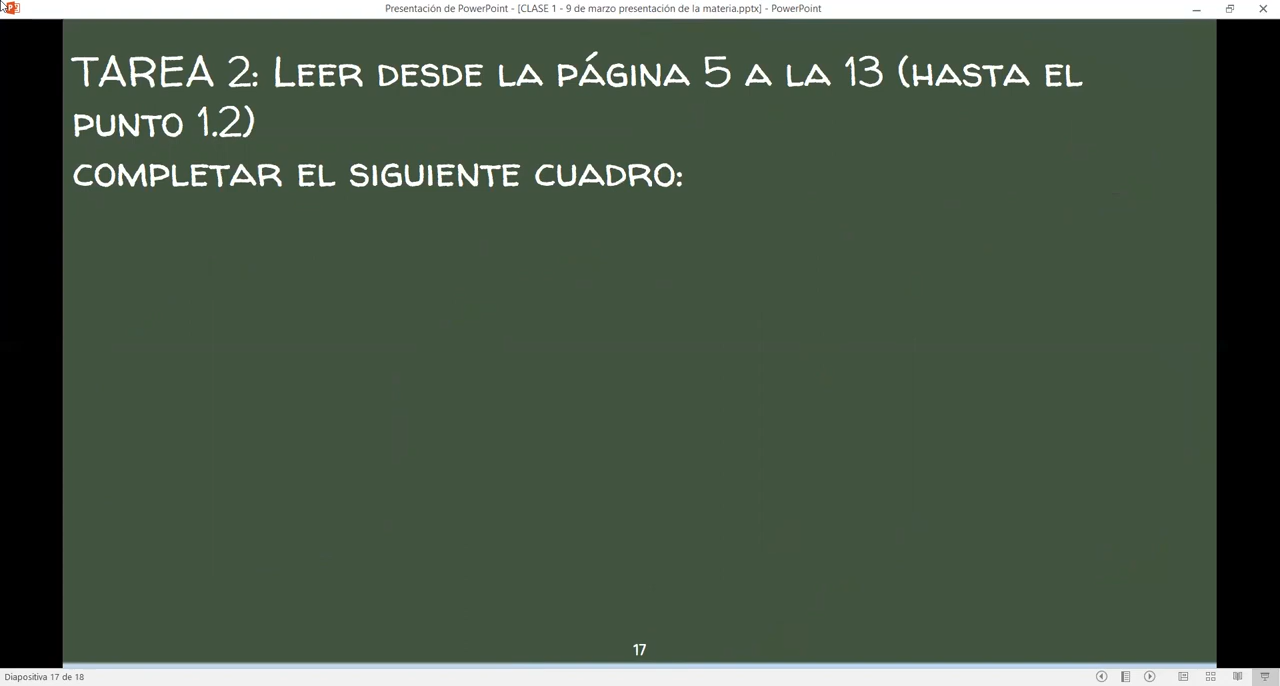 Presentación de PowerPoint - [CLASE 1 - 9 de marzo presentación de la materia.pptx] - PowerPoint
TAREA 2: LEER DESDE LA PÁGINA 5 A LA 13 (HASTA EL
PUNTO 1.2)
COMPLETAR EL SIGUIENTE CUADRO:
17
Diapositiva 17 de 18